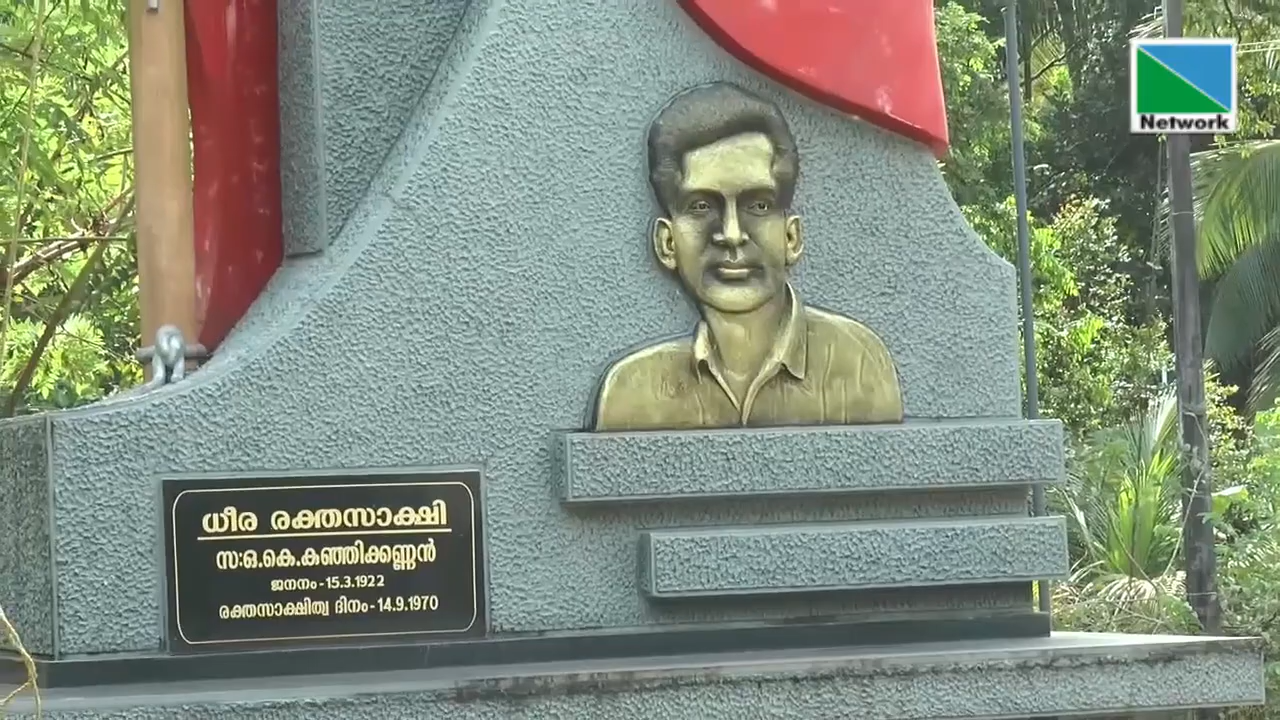 ധീര രക്തസാക്ഷി
സ:ഒ.കെ.കുഞ്ഞിക്കണ്ണൻ
ജനനം-15.3.1922
രക്തസാക്ഷിത്വ ദിനം-14.9.1970
Network